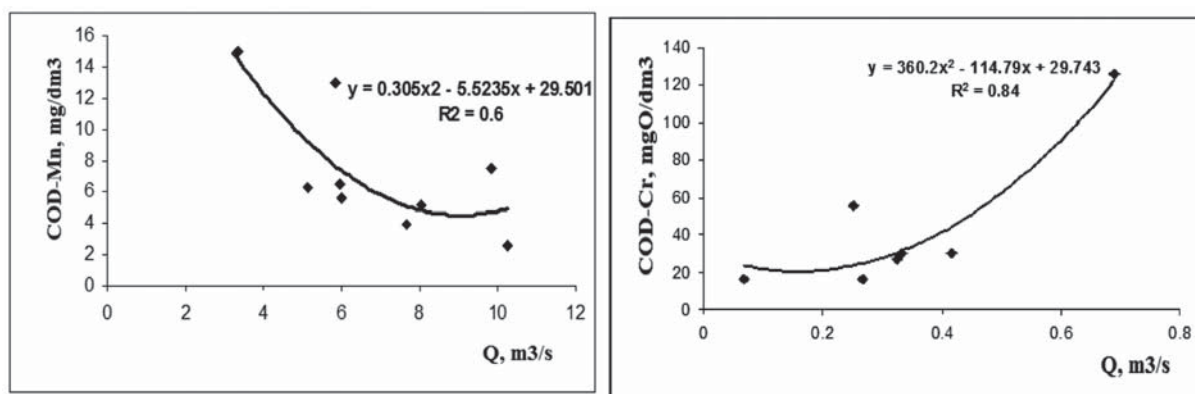 16
14
12
10
8
6
4
2
0
COD-Mn, mg/dm3
y = 0.305x2 - 5.5235x + 29.501
R2 = 0.6
0 2 4 6 8 10 12
Q, m3/s
140
120
100
80
60
40
20
0
COD-Cr, mgO/dm3
y = 360.2x² - 114.79x + 29.743
R² = 0.84
0 0.2 0.4 0.6 0.8
Q, m3/s